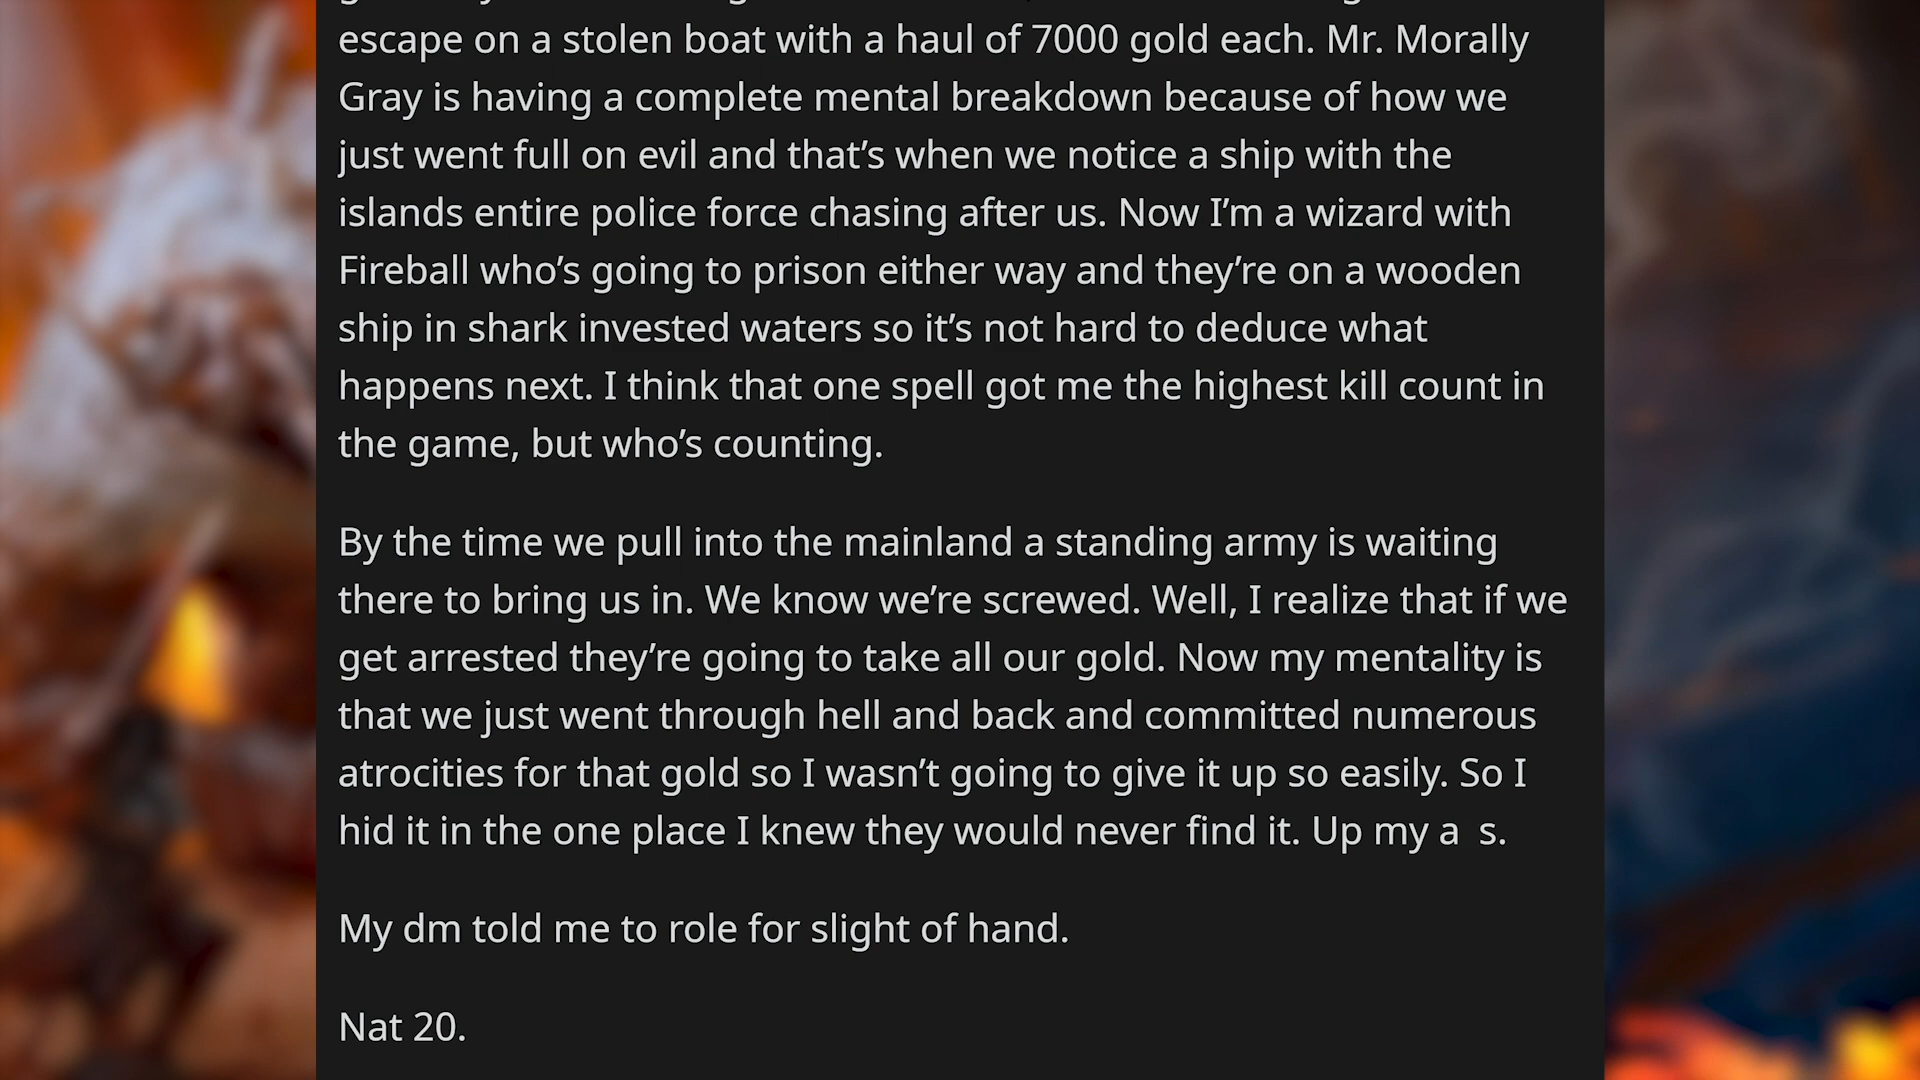 escape on a stolen boat with a haul of 7000 gold each. Mr. Morally
Gray is having a complete mental breakdown because of how we
just went full on evil and that’s when we notice a ship with the
islands entire police force chasing after us. Now I’m a wizard with
Fireball who’s going to prison either way and they’re on a wooden
ship in shark invested waters so it’s not hard to deduce what
happens next. I think that one spell got me the highest kill count in
the game, but who’s counting.
By the time we pull into the mainland a standing army is waiting
there to bring us in. We know we’re screwed. Well, I realize that if we
get arrested they’re going to take all our gold. Now my mentality is
that we just went through hell and back and committed numerous
atrocities for that gold so I wasn’t going to give it up so easily. So I
hid it in the one place I knew they would never find it. Up my a s.
My dm told me to role for slight of hand.
Nat 20.